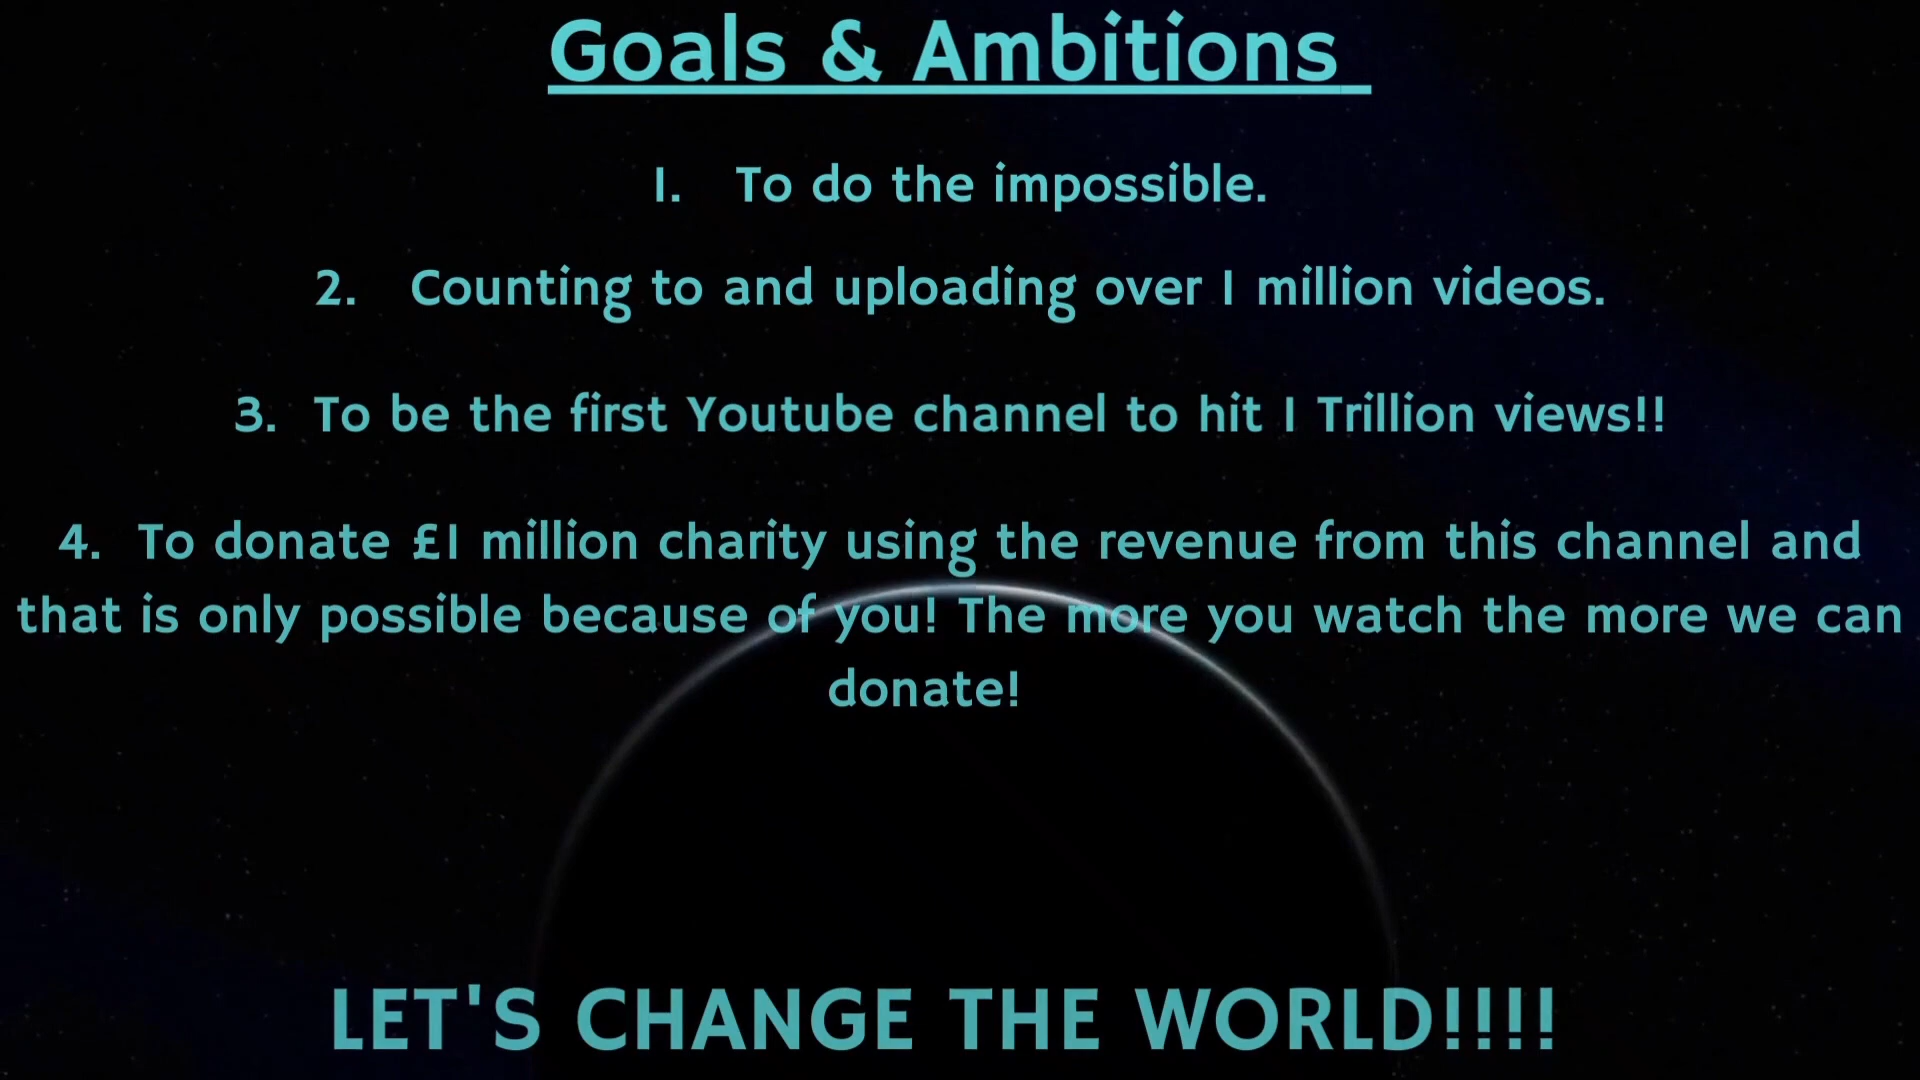 Goals & Ambitions
1. To do the impossible.
2. Counting to and uploading over 1 million videos.
3. To be the first Youtube channel to hit 1 Trillion views!!
4. To donate £1 million charity using the revenue from this channel and
that is only possible because of you! The more you watch the more we can
donate!
LET'S CHANGE THE WORLD!!!!